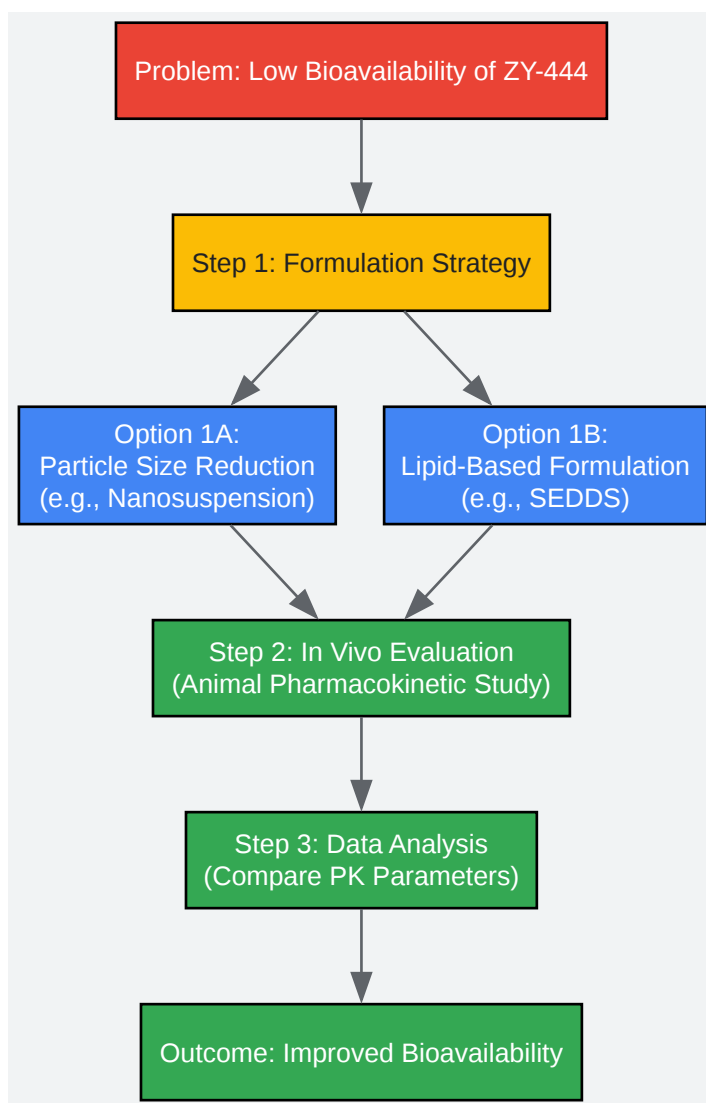 Problem: Low Bioavailability of ZY-444
Step 1: Formulation Strategy
Option 1A:
Particle Size Reduction
(e.g., Nanosuspension)
Option 1B:
Lipid-Based Formulation
(e.g., SEDDS)
Step 2: In Vivo Evaluation
(Animal Pharmacokinetic Study)
Step 3: Data Analysis
(Compare PK Parameters)
Outcome: Improved Bioavailability